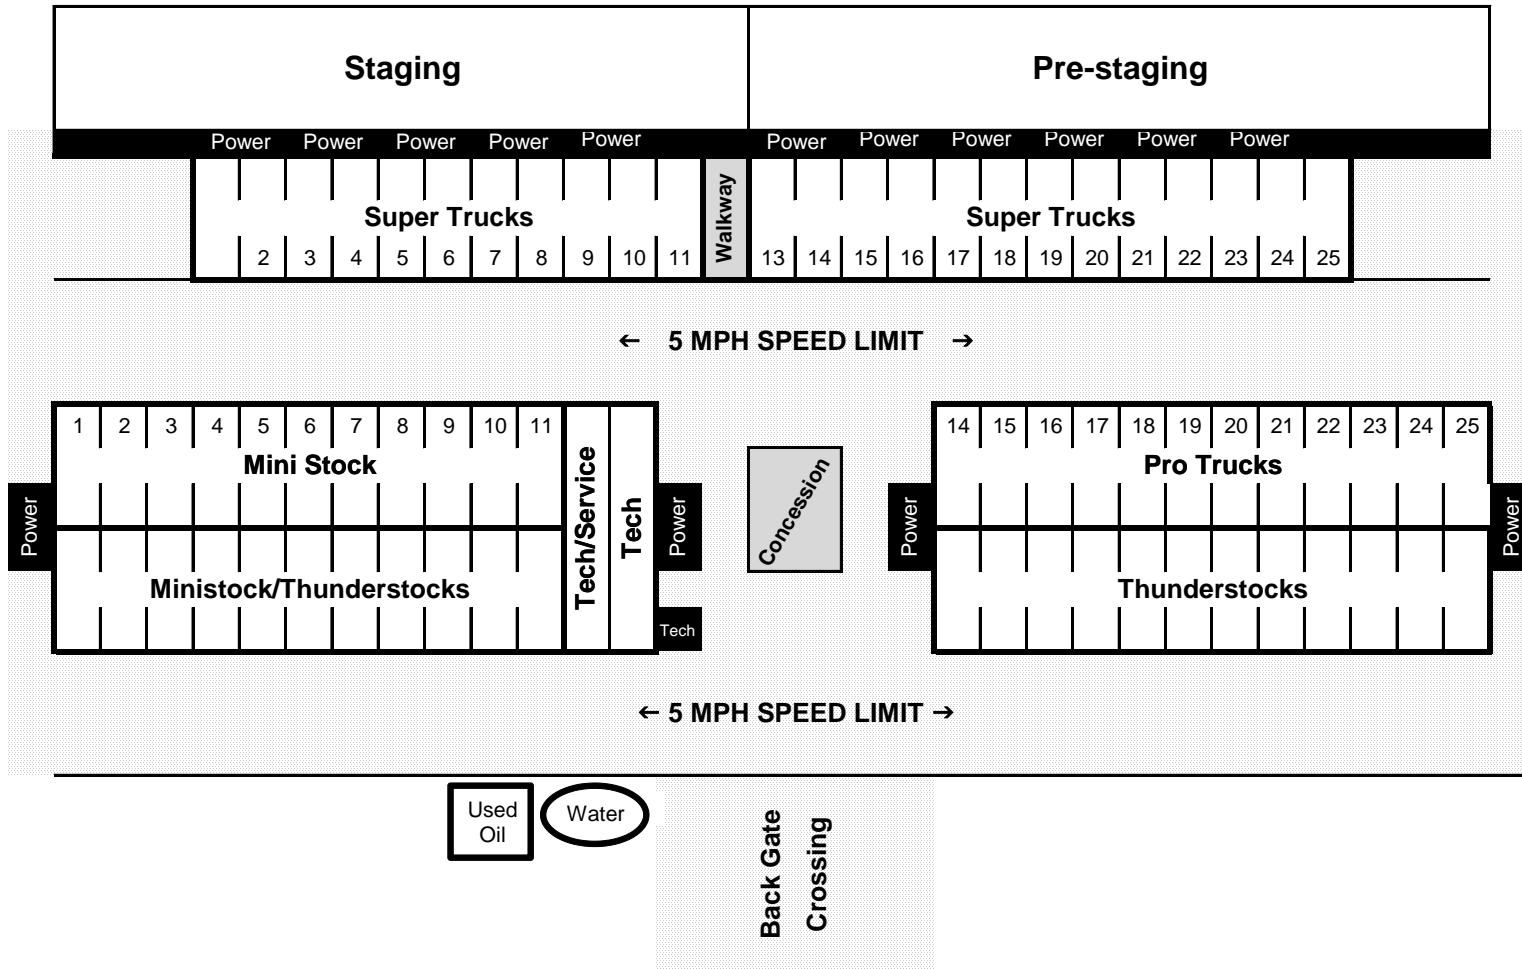 Staging Pre-staging
Power Power Power Power Power Power Power Power Power Power Power
Super Trucks Walkway Super Trucks
2 3 4 5 6 7 8 9 10 11 13 14 15 16 17 18 19 20 21 22 23 24 25
← 5 MPH SPEED LIMIT →
1 2 3 4 5 6 7 8 9 10 11 14 15 16 17 18 19 20 21 22 23 24 25
Mini Stock Pro Trucks
Power Tech/Service Tech Power Concession Power Power
Ministock/Thunderstocks Thunderstocks
Tech
← 5 MPH SPEED LIMIT →
Used
Oil
Water
Back Gate
Crossing